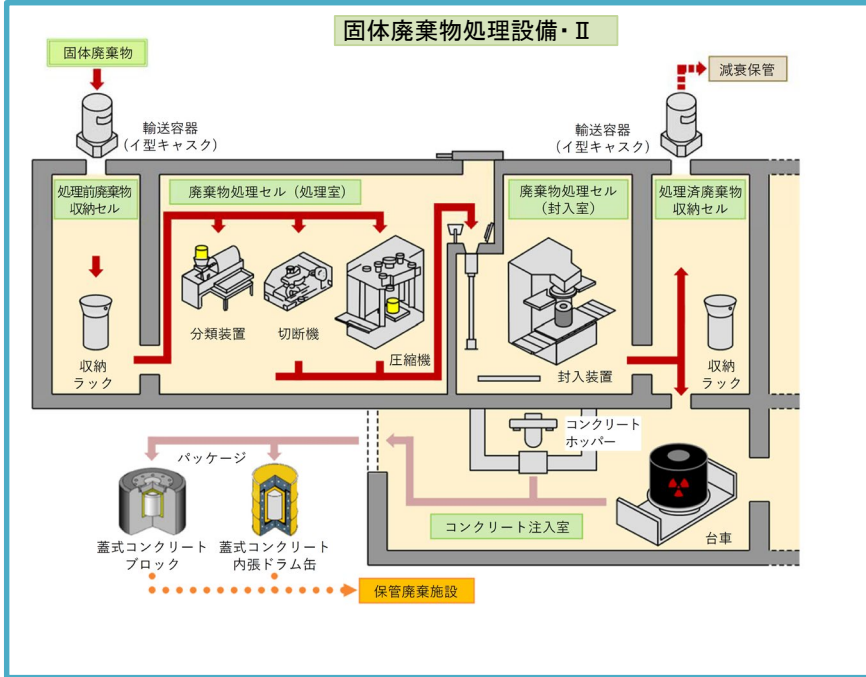 固体廃棄物処理設備・Ⅱ
固体廃棄物
減衰保管
輸送容器
(イ型キャスク)
輸送容器
(イ型キャスク)
処理前廃棄物
収納セル
廃棄物処理セル(処理室)
廃棄物処理セル
(封入室)
処理済廃棄物
収納セル
分類装置
切断機
圧縮機
収納
ラック
封入装置
収納
ラック
コンクリート
ホッパー
パッケージ
コンクリート注入室
台車
蓋式コンクリート
ブロック
蓋式コンクリート
内張ドラム缶
保管廃棄施設